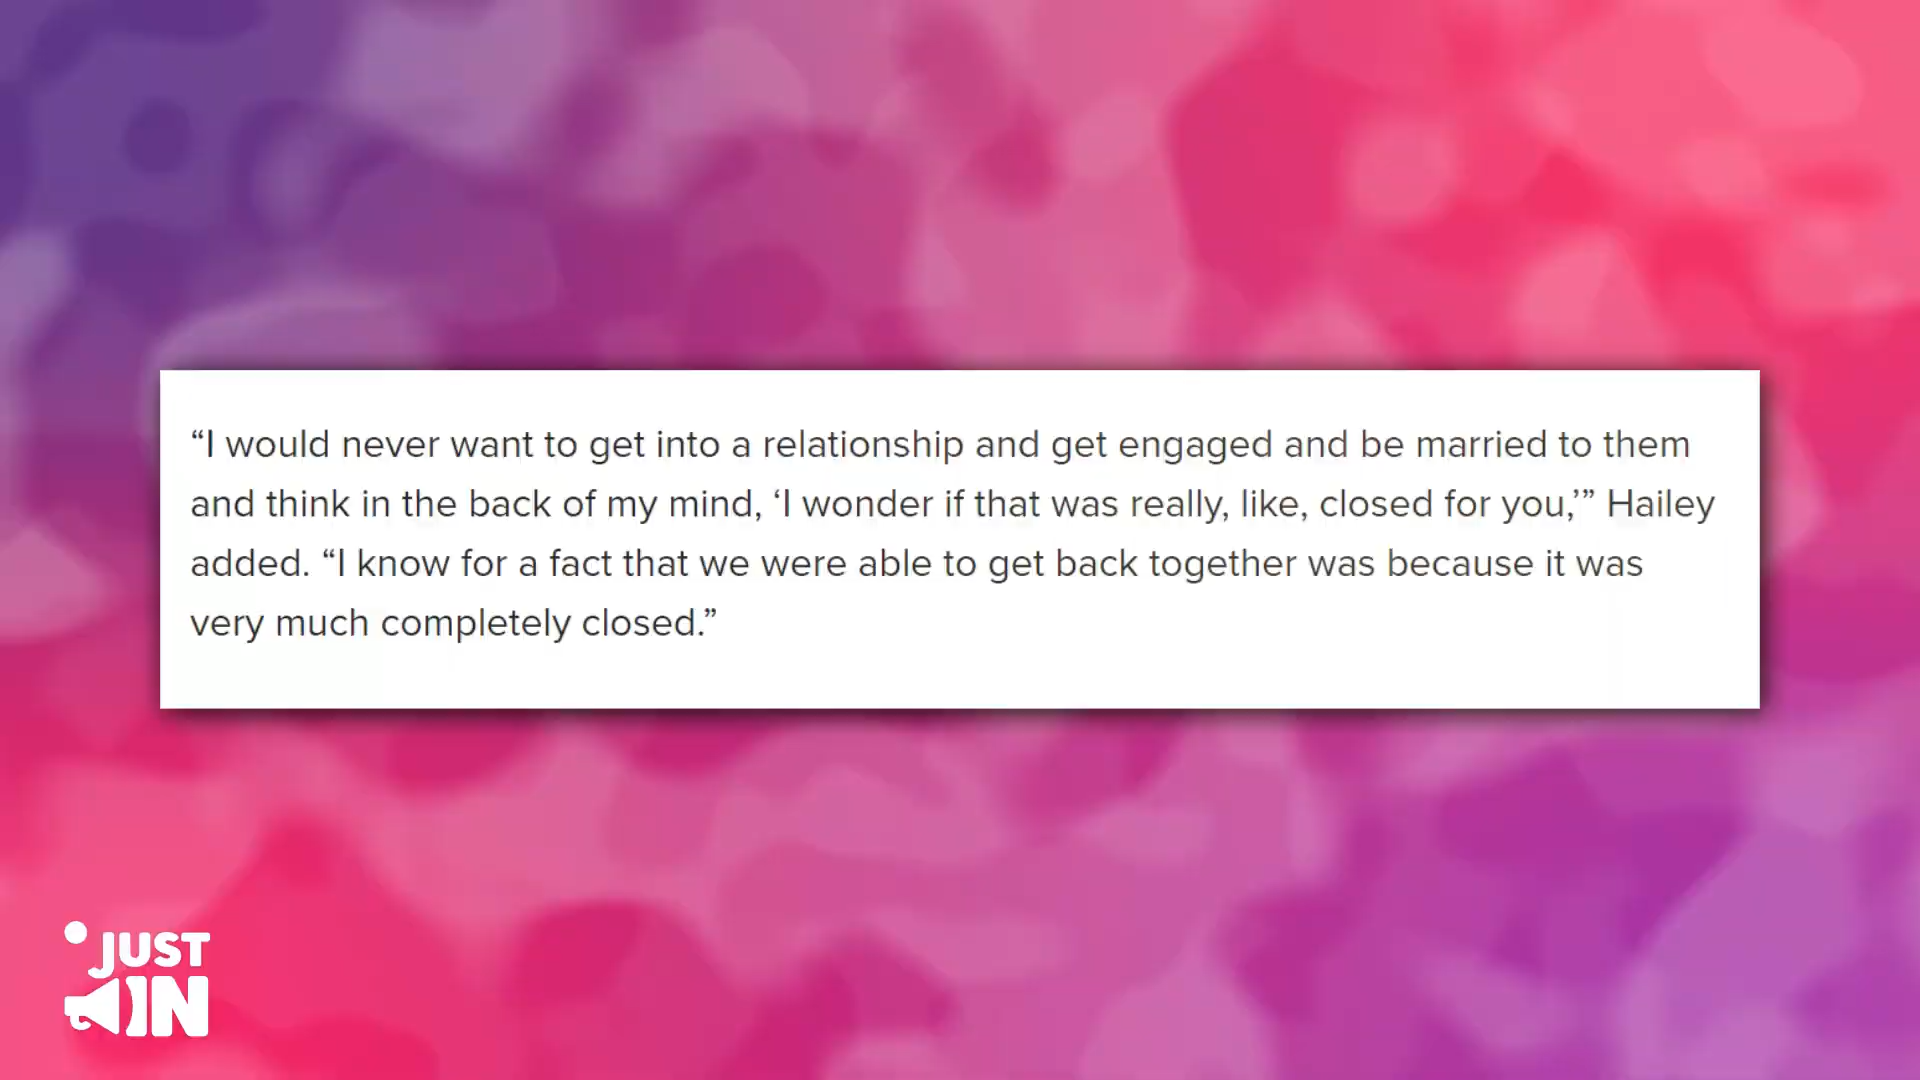 “I would never want to get into a relationship and get engaged and be married to them
and think in the back of my mind, ‘I wonder if that was really, like, closed for you,’” Hailey
added. “I know for a fact that we were able to get back together was because it was
very much completely closed.”
JUST
IN